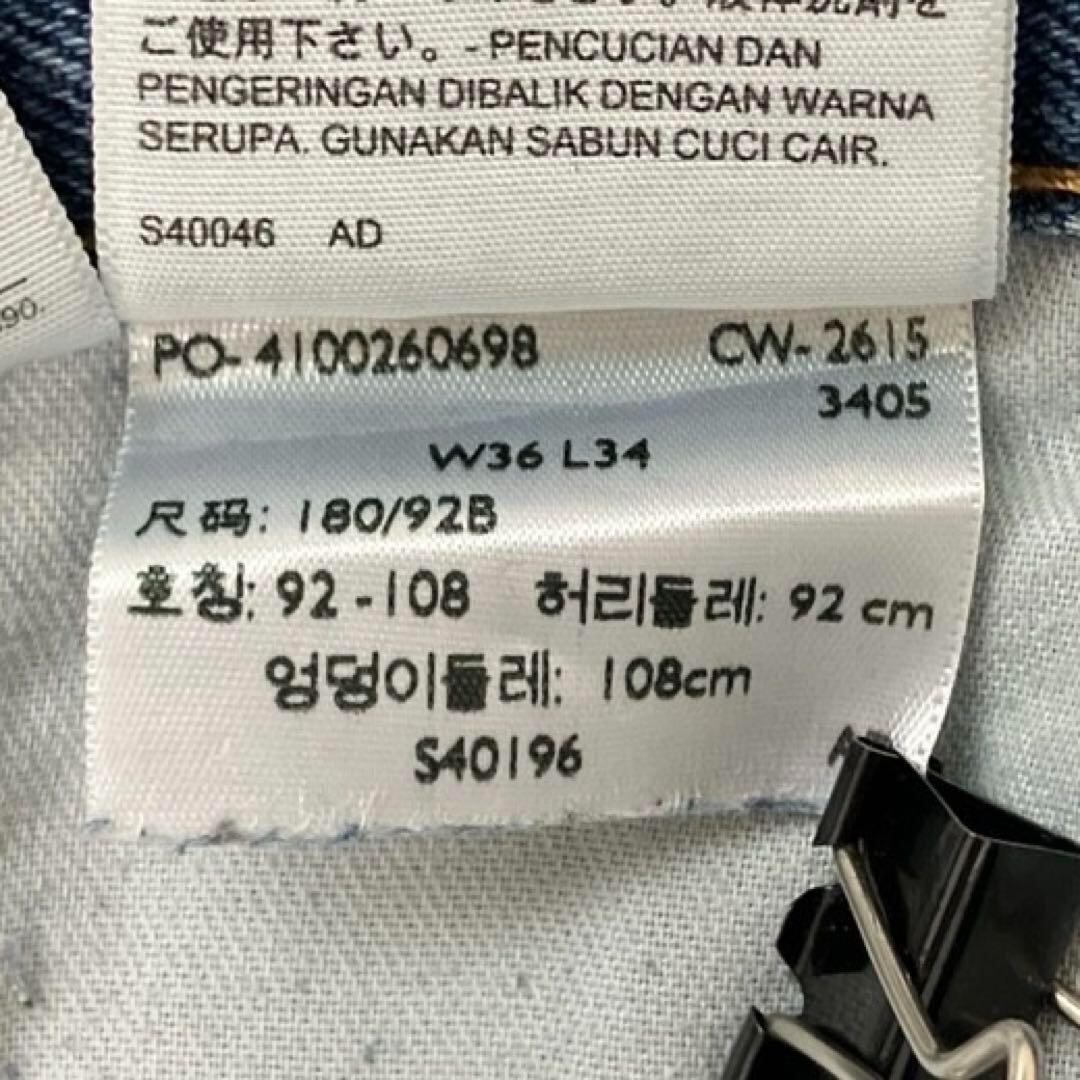 ご使用下さい。- PENCUCIAN DAN
PENGERINGAN DIBALIK DENGAN WARNA
SERUPA. GUNAKAN SABUN CUCI CAIR.
S40046 AD
90.
PO-4100260698 CW-2615
3405
W36 L34
尺码: 180/92B
호칭: 92-108 허리둘레: 92 cm
엉덩이둘레: 108cm
S40196